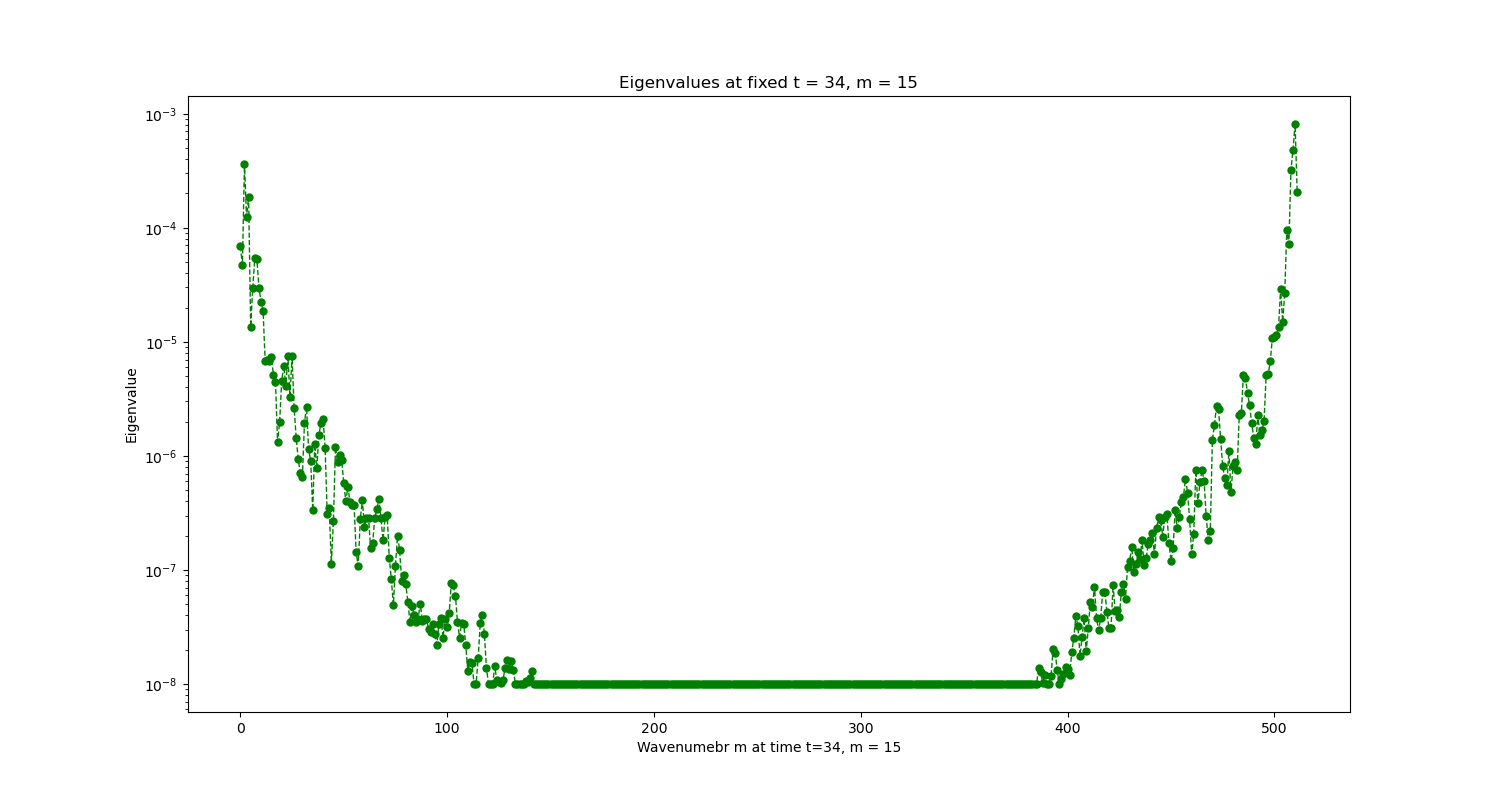 Eigenvalues at fixed t = 34, m = 15
10⁻³
10⁻⁴
10⁻⁵
10⁻⁶
10⁻⁷
10⁻⁸
Eigenvalue
0 100 200 300 400 500
Wavenumebr m at time t=34, m = 15